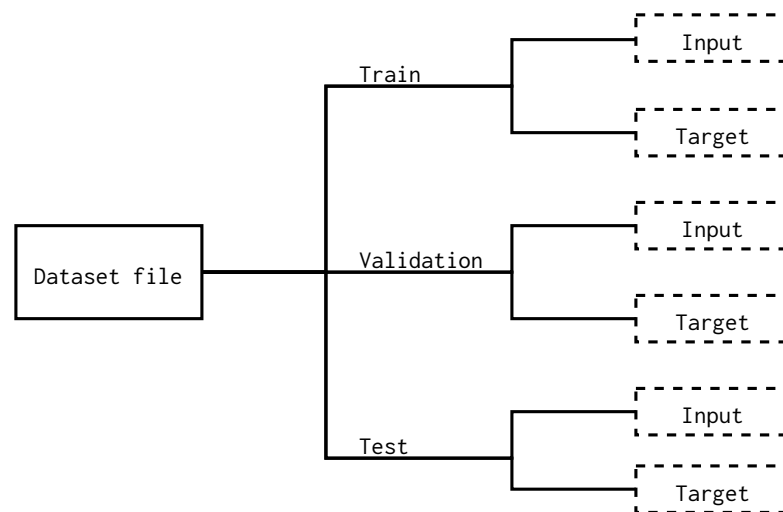 Input
Train
Target
Input
Validation
Dataset file
Target
Input
Test
Target